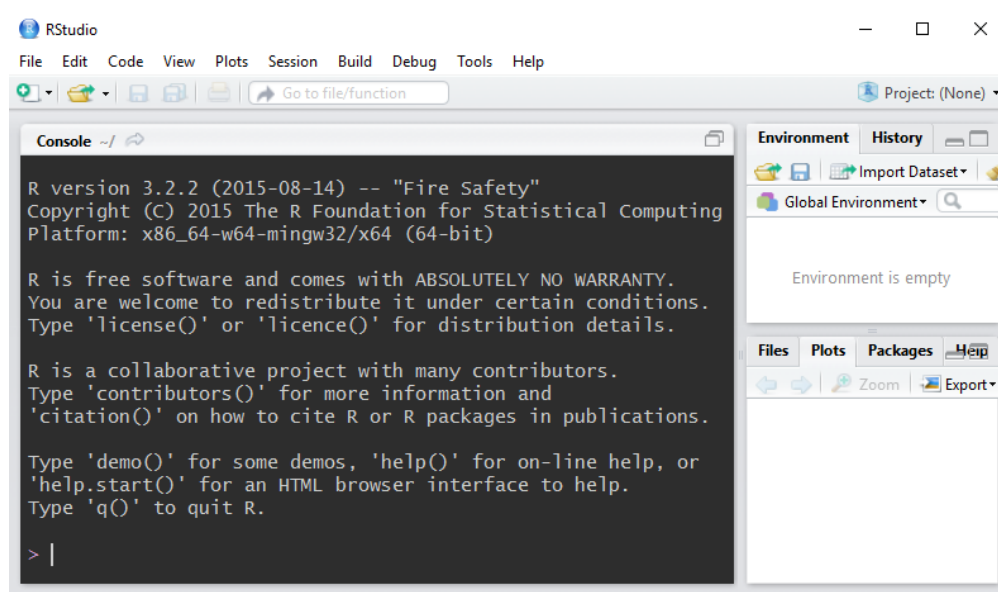 RStudio
File Edit Code View Plots Session Build Debug Tools Help
Go to file/function
Project: (None)
Console ~/
R version 3.2.2 (2015-08-14) -- "Fire Safety"
Copyright (C) 2015 The R Foundation for Statistical Computing
Platform: x86_64-w64-mingw32/x64 (64-bit)
R is free software and comes with ABSOLUTELY NO WARRANTY.
You are welcome to redistribute it under certain conditions.
Type 'license()' or 'licence()' for distribution details.
R is a collaborative project with many contributors.
Type 'contributors()' for more information and
'citation()' on how to cite R or R packages in publications.
Type 'demo()' for some demos, 'help()' for on-line help, or
'help.start()' for an HTML browser interface to help.
Type 'q()' to quit R.
>
Environment History
Import Dataset
Global Environment
Environment is empty
Files Plots Packages Help
Zoom Export